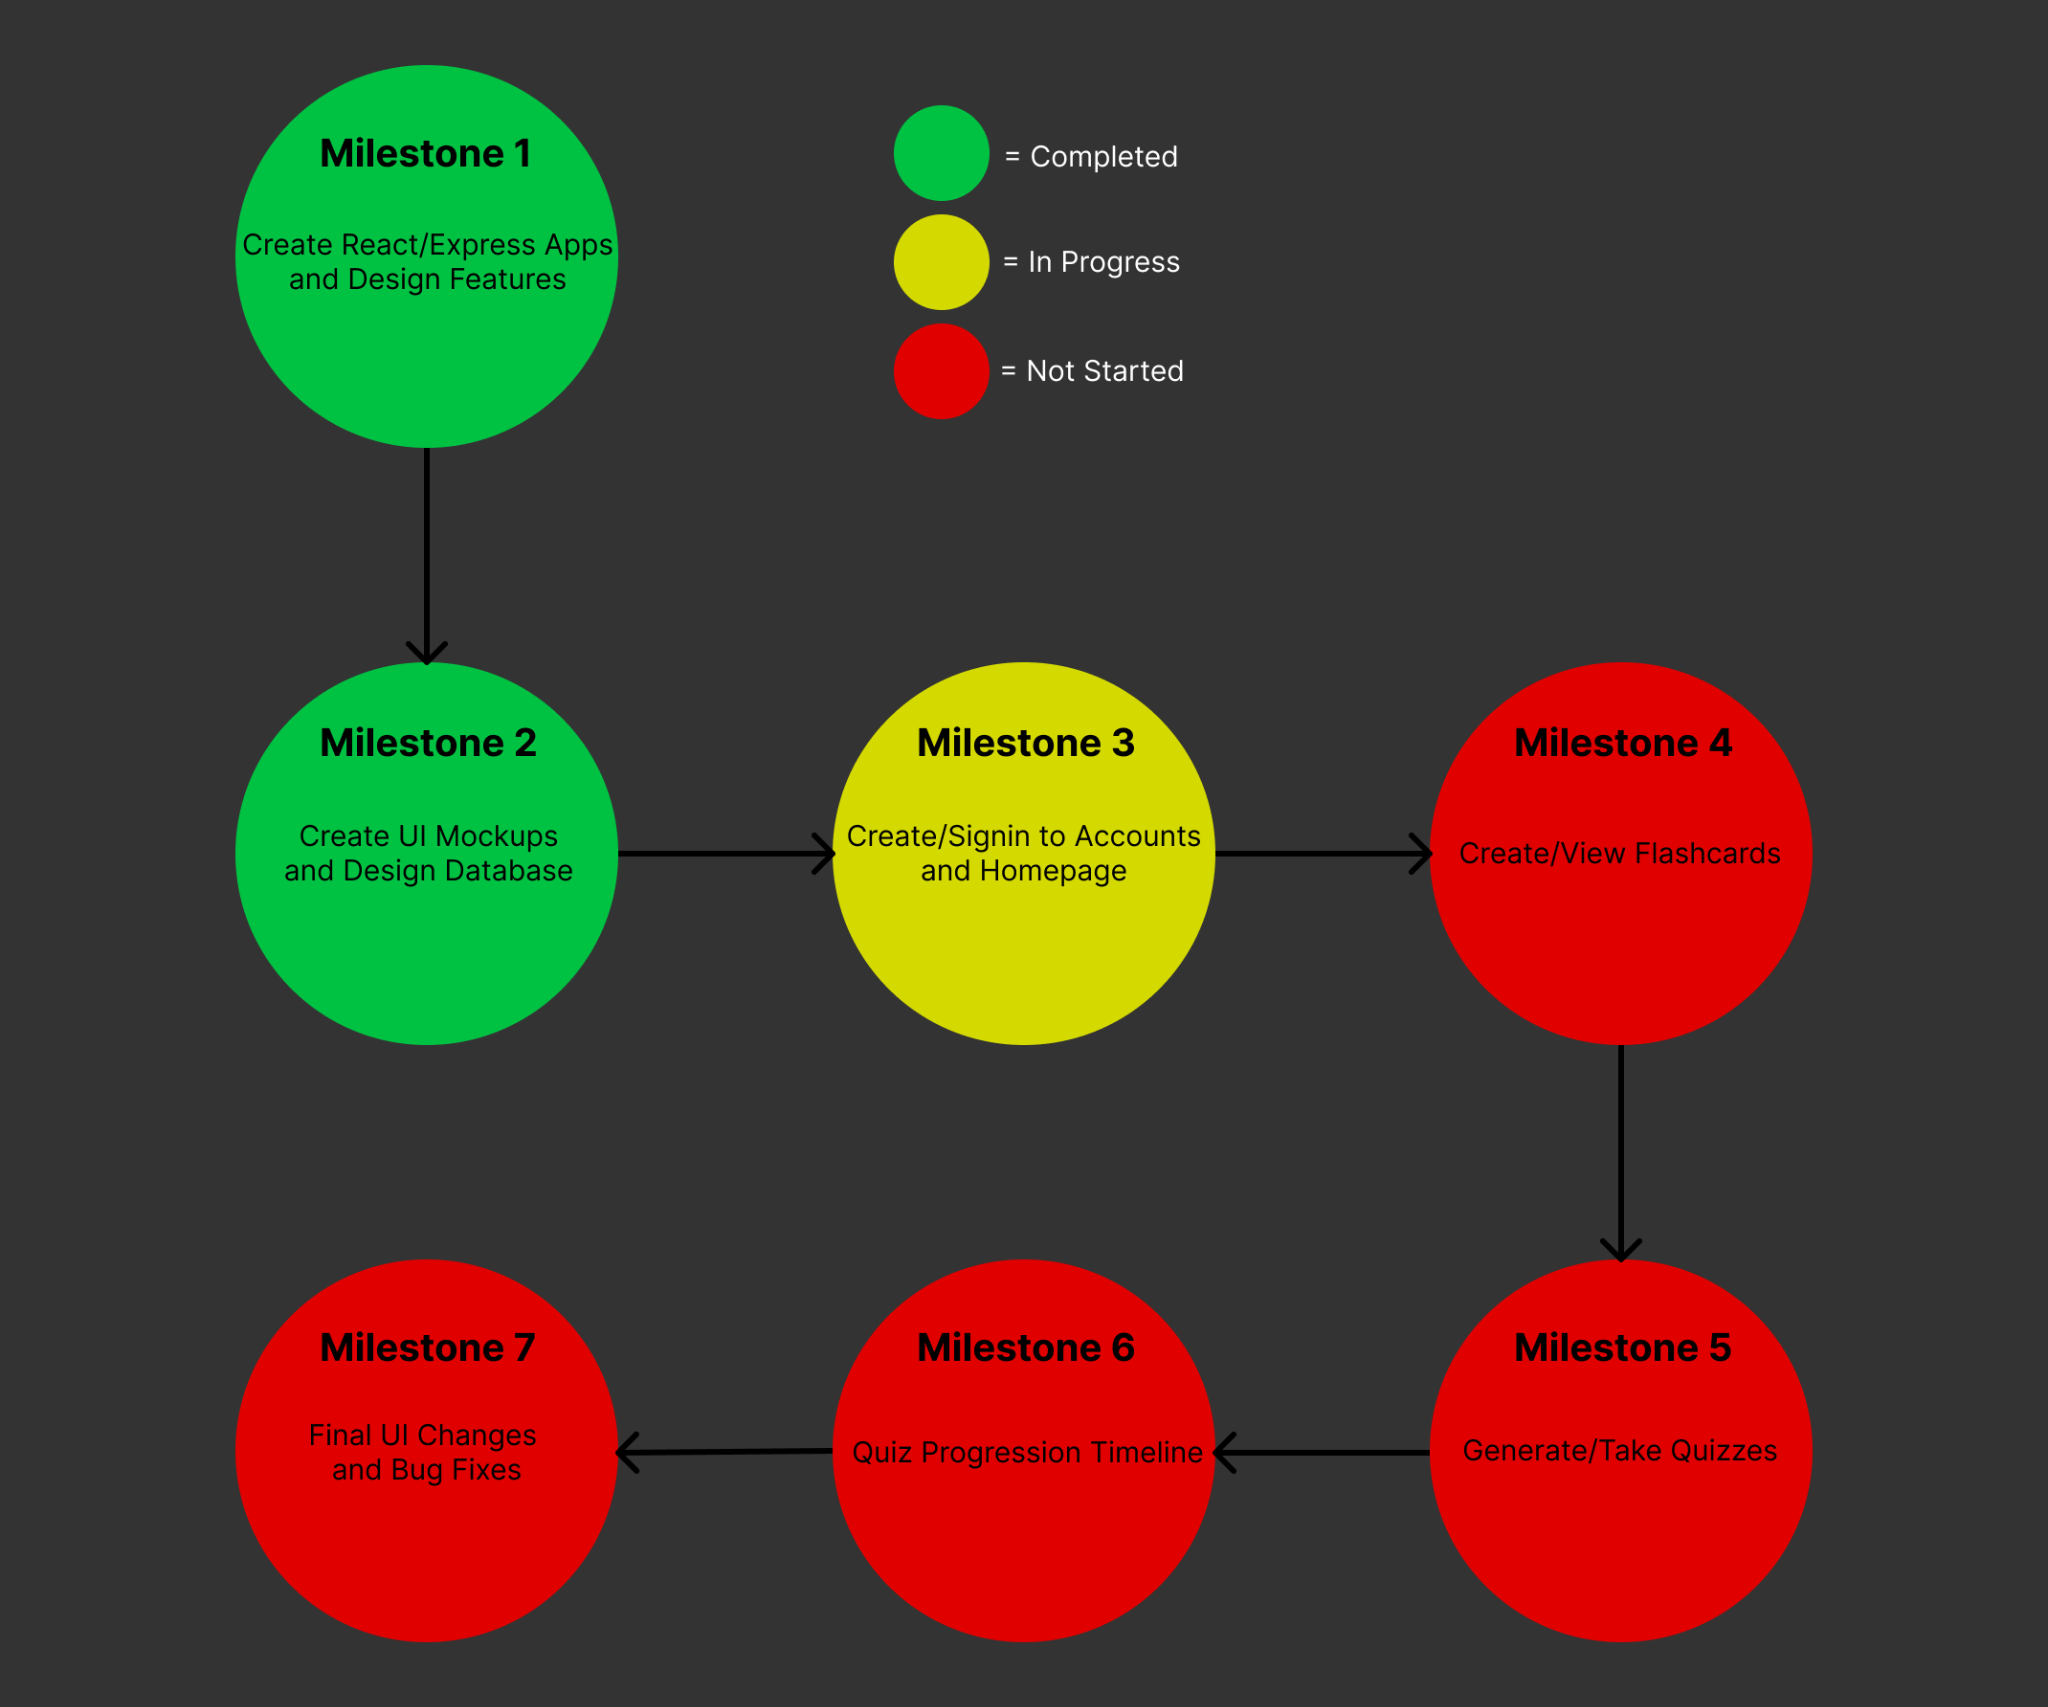 Milestone 1
Create React/Express Apps
and Design Features
= Completed
= In Progress
= Not Started
Milestone 2
Create UI Mockups
and Design Database
Milestone 3
Create/Signin to Accounts
and Homepage
Milestone 4
Create/View Flashcards
Milestone 5
Generate/Take Quizzes
Milestone 6
Quiz Progression Timeline
Milestone 7
Final UI Changes
and Bug Fixes